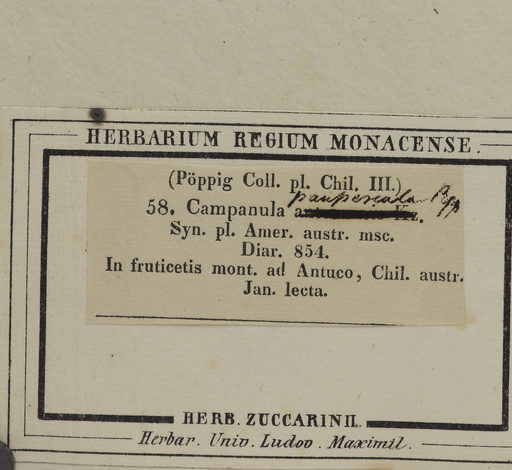 HERBARIUM REGIUM MONACENSE.
(Pöppig Coll. pl. Chil. III.)
58. Campanula paupercula Ppp
Syn. pl. Amer. austr. msc.
Diar. 854.
In fruticetis mont. ad Antuco, Chil. austr.
Jan. lecta.
HERB. ZUCCARINII.
Herbar. Univ. Ludov. Maximil.